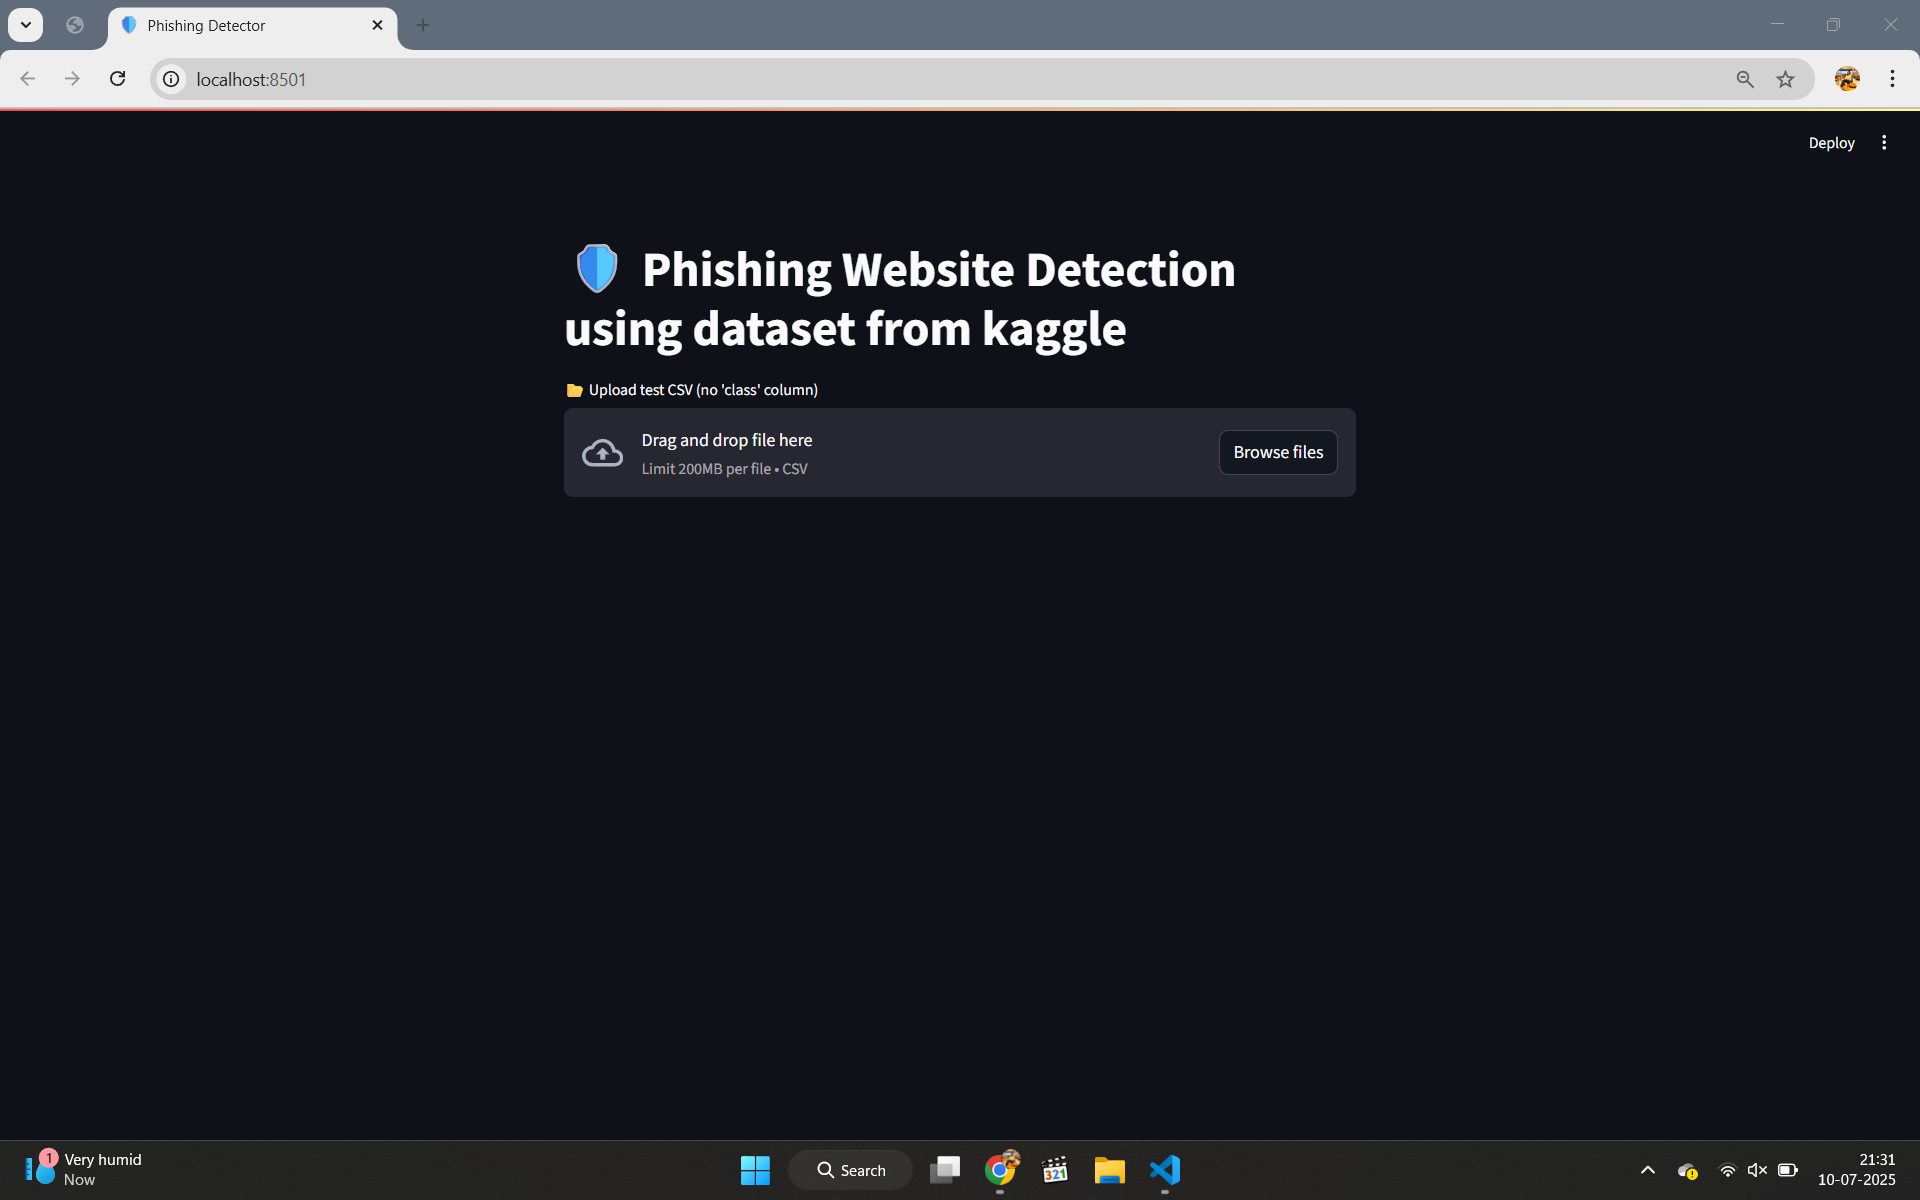 Phishing Detector
localhost:8501
Deploy
Phishing Website Detection
using dataset from kaggle
Upload test CSV (no 'class' column)
Drag and drop file here
Limit 200MB per file • CSV
Browse files
1
Very humid
Now
Search
321
21:31
10-07-2025